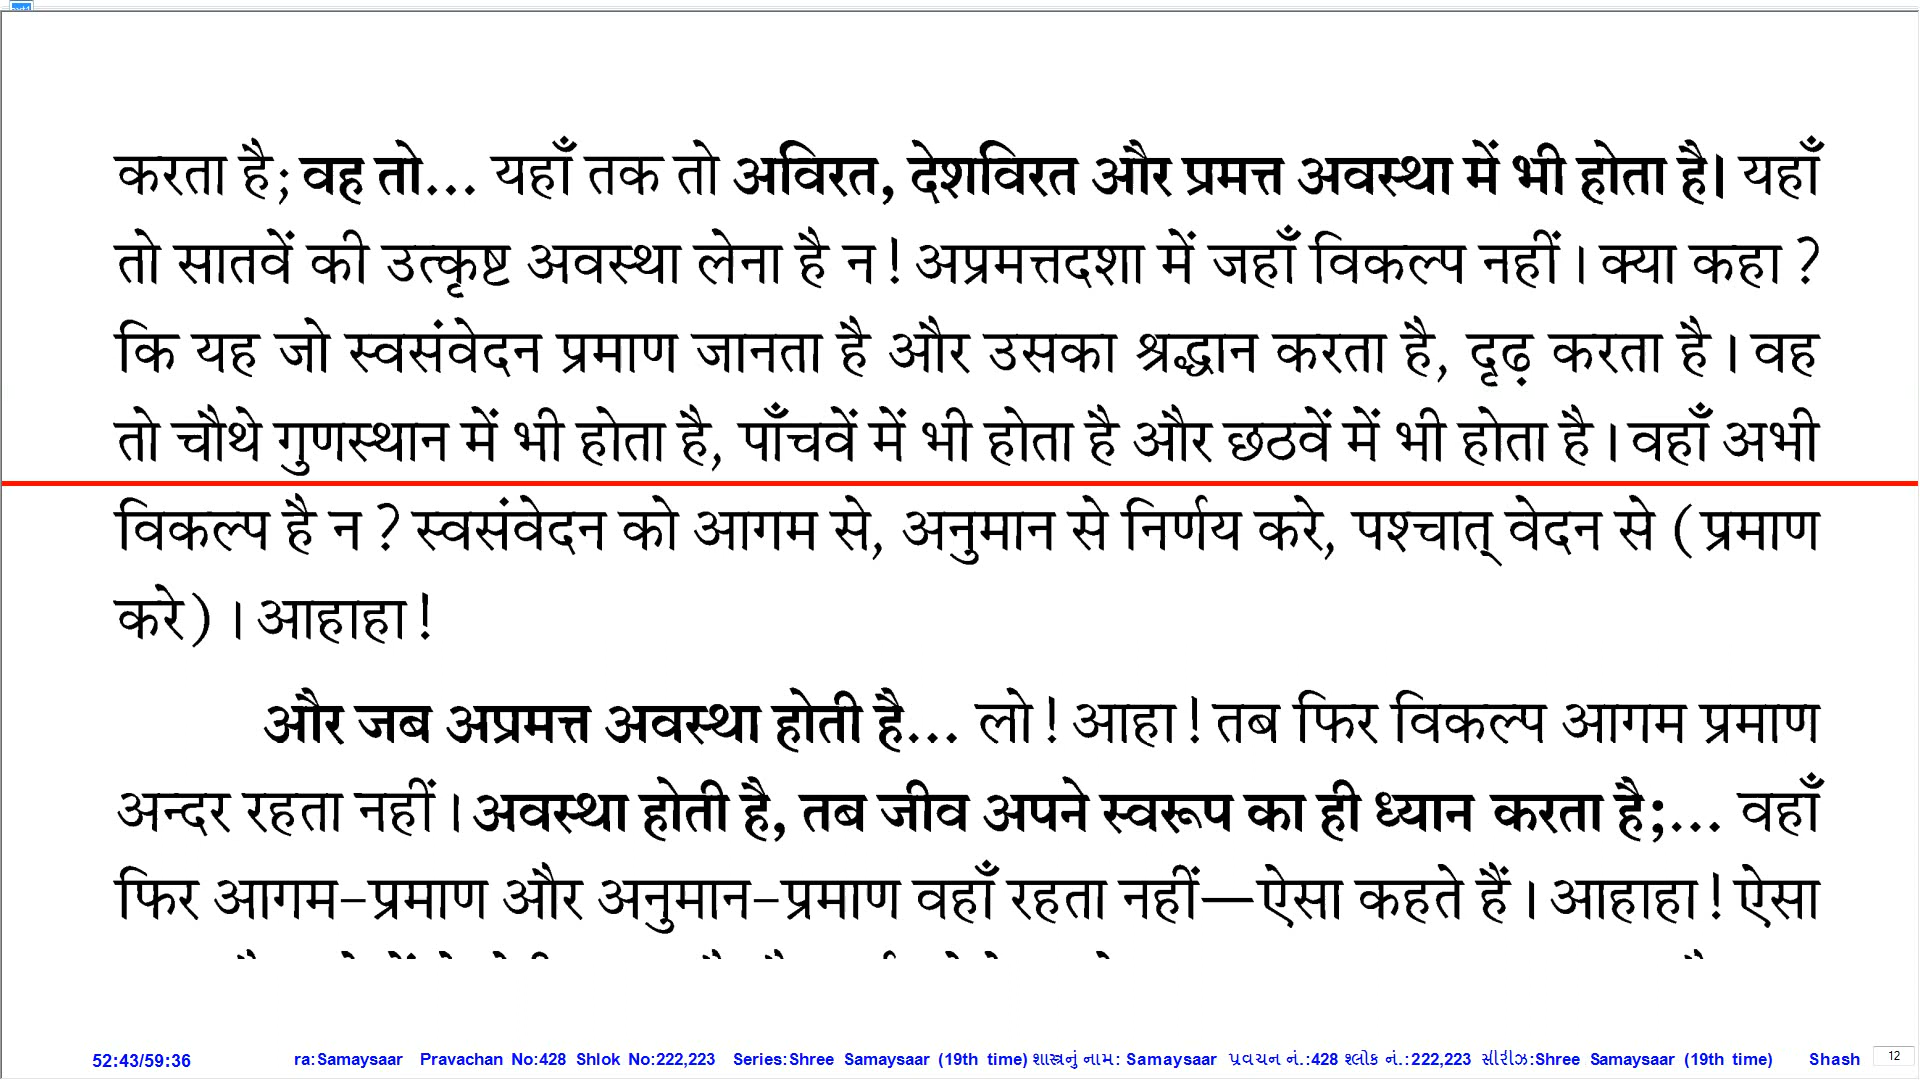 करता है; वह तो... यहाँ तक तो अविरत, देशविरत और प्रमत्त अवस्था में भी होता है। यहाँ
तो सातवें की उत्कृष्ट अवस्था लेना है न! अप्रमत्तदशा में जहाँ विकल्प नहीं। क्या कहा?
कि यह जो स्वसंवेदन प्रमाण जानता है और उसका श्रद्धान करता है, दृढ़ करता है। वह
तो चौथे गुणस्थान में भी होता है, पाँचवें में भी होता है और छठवें में भी होता है। वहाँ अभी
विकल्प है न? स्वसंवेदन को आगम से, अनुमान से निर्णय करे, पश्चात् वेदन से (प्रमाण
करे)। आहाहा!
और जब अप्रमत्त अवस्था होती है... लो! आहा! तब फिर विकल्प आगम प्रमाण
अन्दर रहता नहीं। अवस्था होती है, तब जीव अपने स्वरूप का ही ध्यान करता है;... वहाँ
फिर आगम-प्रमाण और अनुमान-प्रमाण वहाँ रहता नहीं—ऐसा कहते हैं। आहाहा! ऐसा
52:43/59:36 ra:Samaysaar Pravachan No:428 Shlok No:222,223 Series:Shree Samaysaar (19th time) શાસ્ત્રનું નામ: Samaysaar પ્રવચન નં.:428 શ્લોક નં.:222,223 સીરીઝ:Shree Samaysaar (19th time) Shash 12